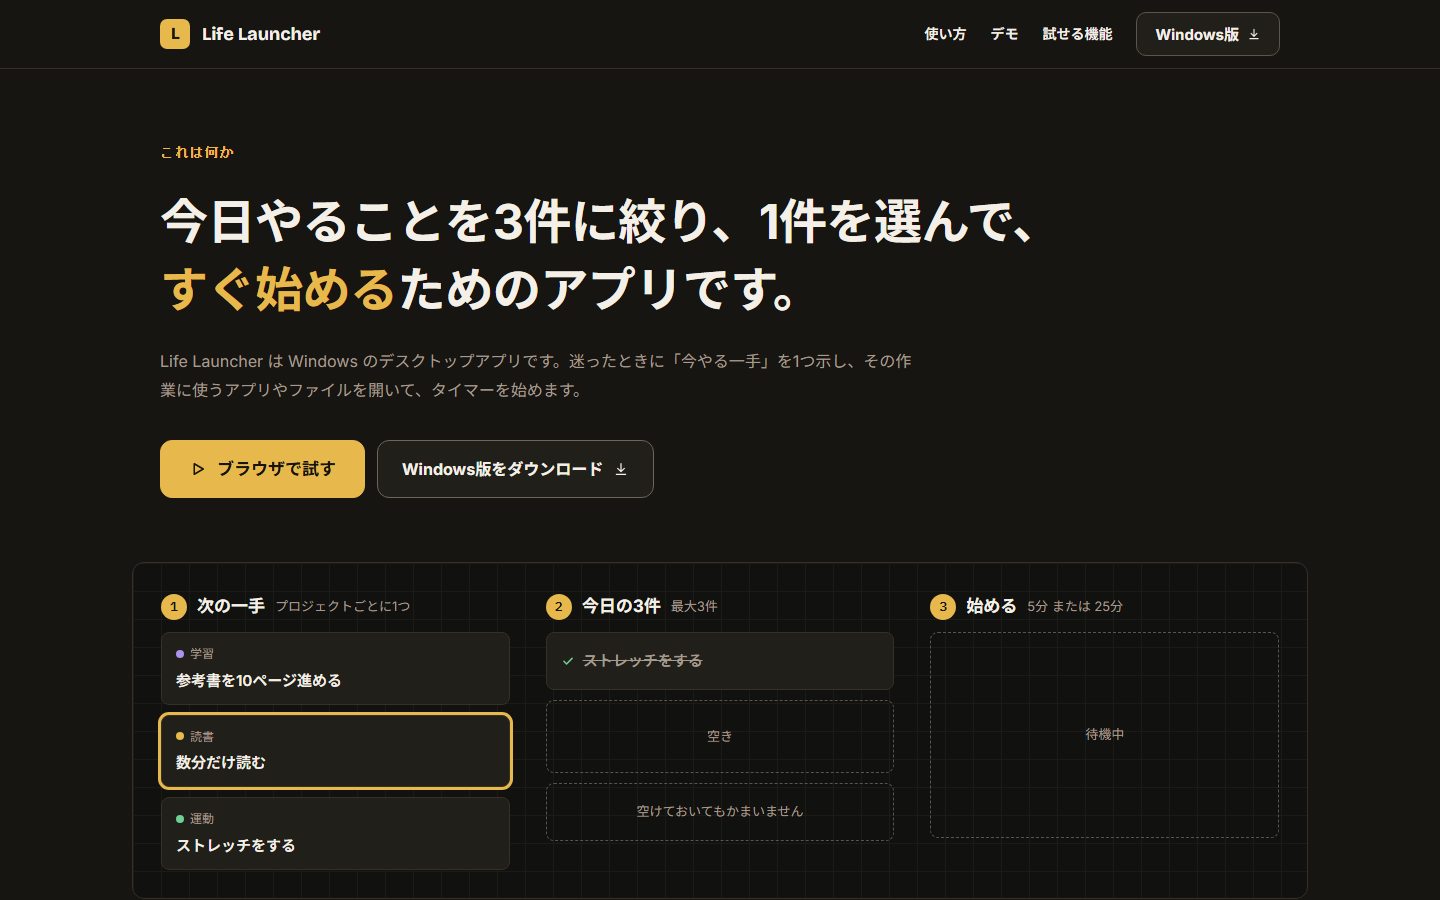 L Life Launcher
使い方 デモ 試せる機能 Windows版
これは何か
今日やることを3件に絞り、1件を選んで、
すぐ始めるためのアプリです。
Life Launcher は Windows のデスクトップアプリです。迷ったときに「今やる一手」を1つ示し、その作
業に使うアプリやファイルを開いて、タイマーを始めます。
ブラウザで試す
Windows版をダウンロード
1 次の一手 プロジェクトごとに1つ
学習
参考書を10ページ進める
読書
数分だけ読む
運動
ストレッチをする
2 今日の3件 最大3件
ストレッチをする
空き
空けておいてもかまいません
3 始める 5分 または 25分
待機中